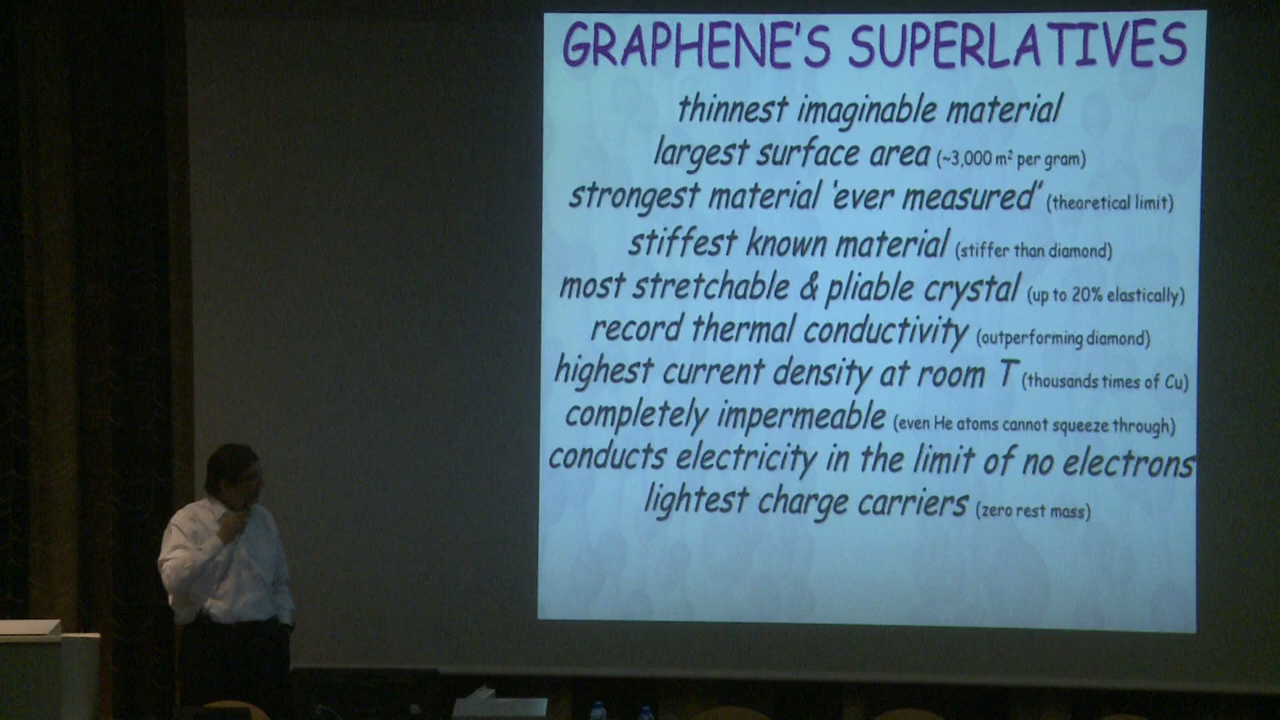 GRAPHENE'S SUPERLATIVES
thinnest imaginable material
largest surface area (~3,000 m² per gram)
strongest material 'ever measured' (theoretical limit)
stiffest known material (stiffer than diamond)
most stretchable & pliable crystal (up to 20% elastically)
record thermal conductivity (outperforming diamond)
highest current density at room T (thousands times of Cu)
completely impermeable (even He atoms cannot squeeze through)
conducts electricity in the limit of no electrons
lightest charge carriers (zero rest mass)